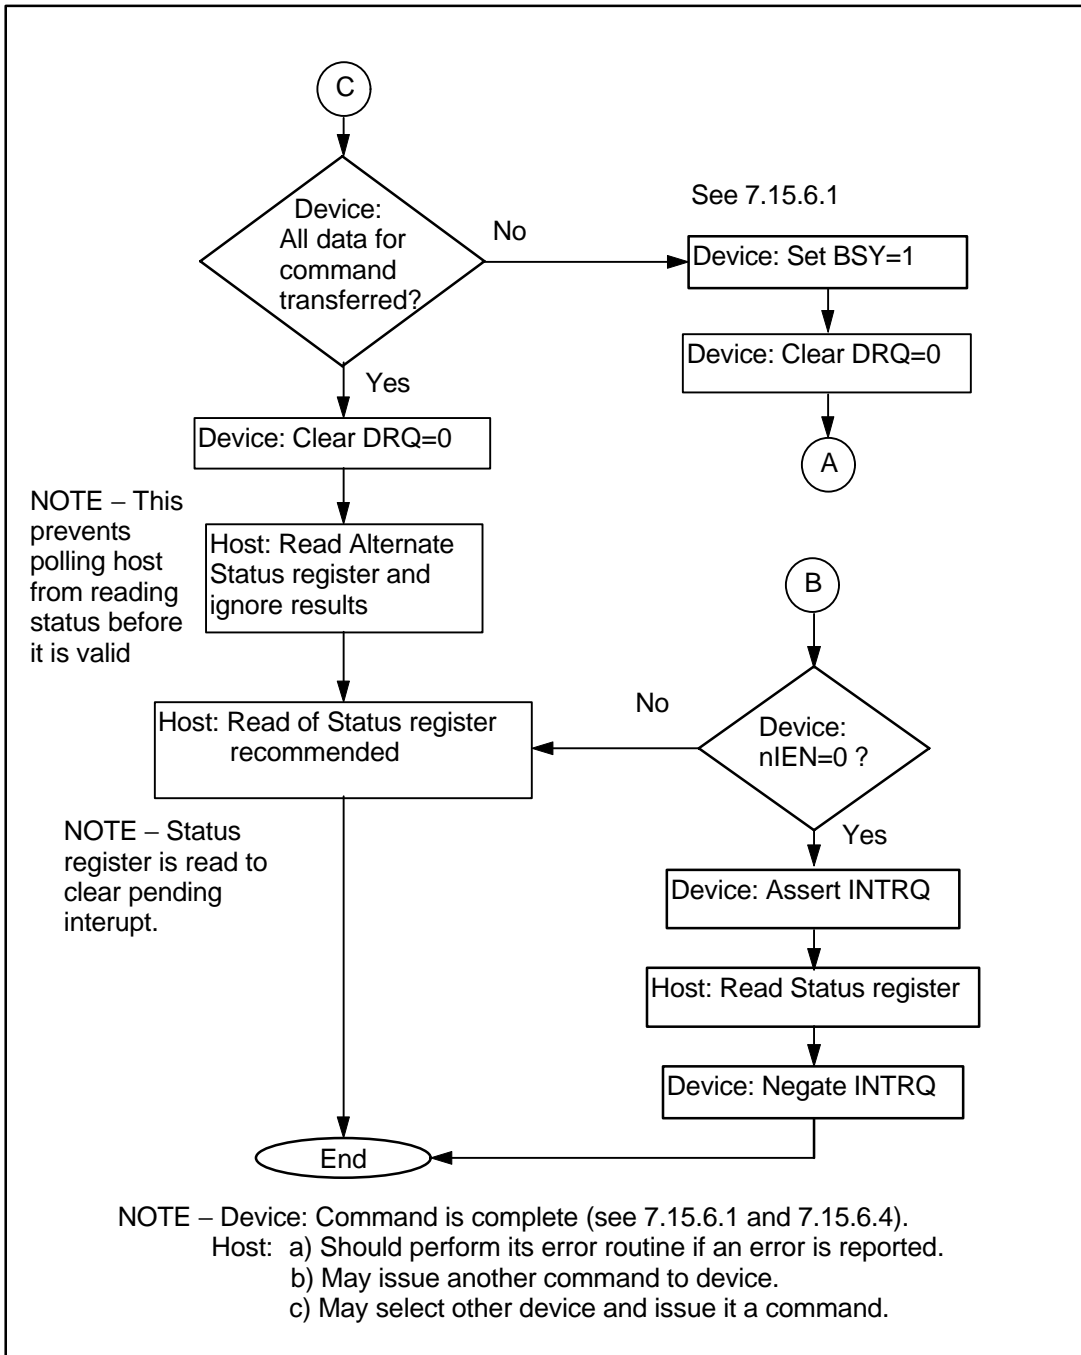 C
Device:
All data for
command
transferred?
No
See 7.15.6.1
Device: Set BSY=1
Device: Clear DRQ=0
A
Yes
Device: Clear DRQ=0
NOTE – This
prevents
polling host
from reading
status before
it is valid
Host: Read Alternate
Status register and
ignore results
B
Device:
nIEN=0 ?
No
Host: Read of Status register
recommended
NOTE – Status
register is read to
clear pending
interupt.
Yes
Device: Assert INTRQ
Host: Read Status register
Device: Negate INTRQ
End
NOTE – Device: Command is complete (see 7.15.6.1 and 7.15.6.4).
Host: a) Should perform its error routine if an error is reported.
b) May issue another command to device.
c) May select other device and issue it a command.